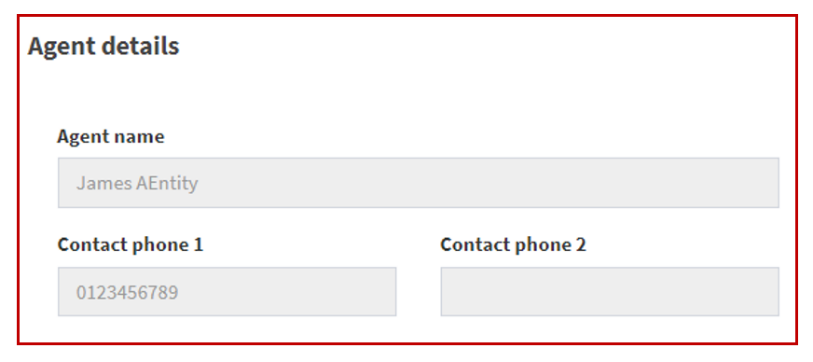 Agent details
Agent name
James AEntity
Contact phone 1
Contact phone 2
0123456789